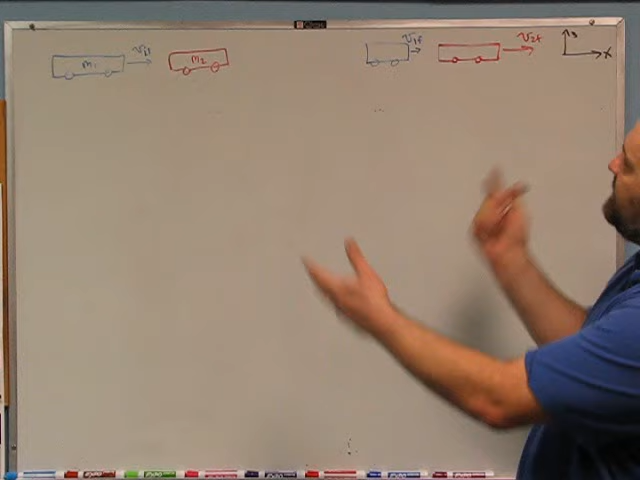 m₁ v₁ᵢ m₂ v₁f v₂f y x